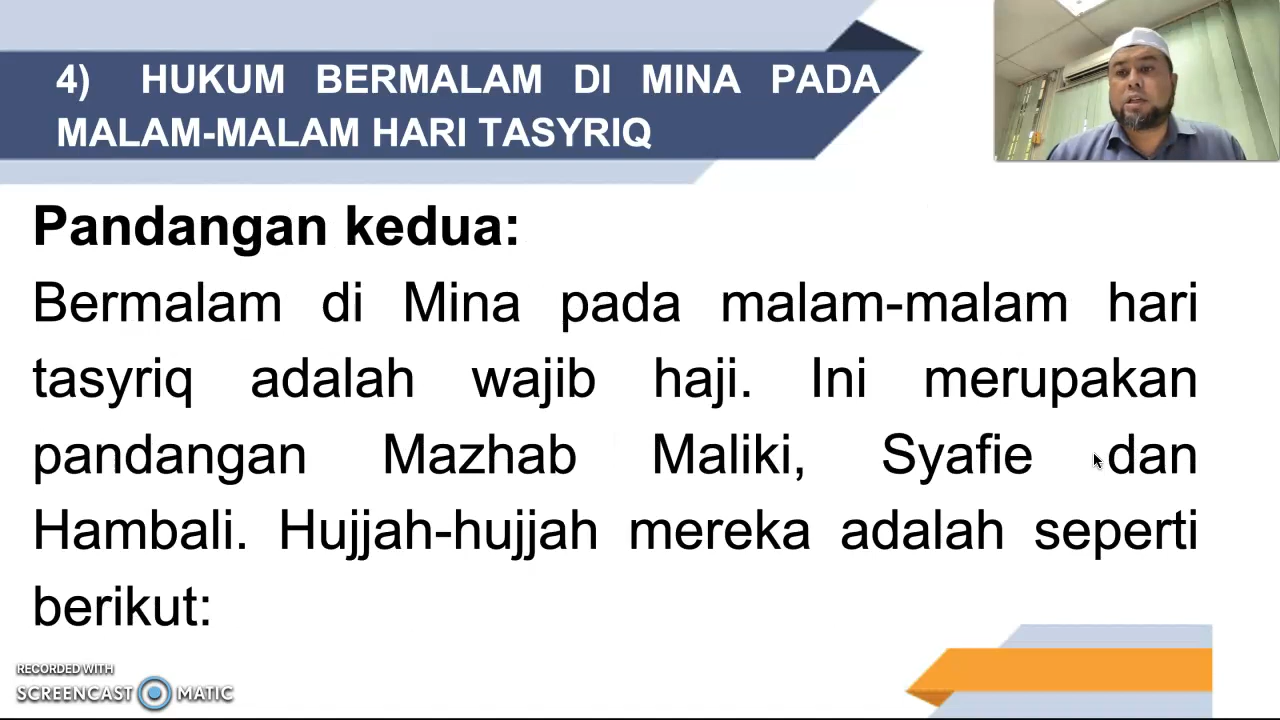 4) HUKUM BERMALAM DI MINA PADA
MALAM-MALAM HARI TASYRIQ
Pandangan kedua:
Bermalam di Mina pada malam-malam hari
tasyriq adalah wajib haji. Ini merupakan
pandangan Mazhab Maliki, Syafie dan
Hambali. Hujjah-hujjah mereka adalah seperti
berikut:
RECORDED WITH
SCREENCAST MATIC